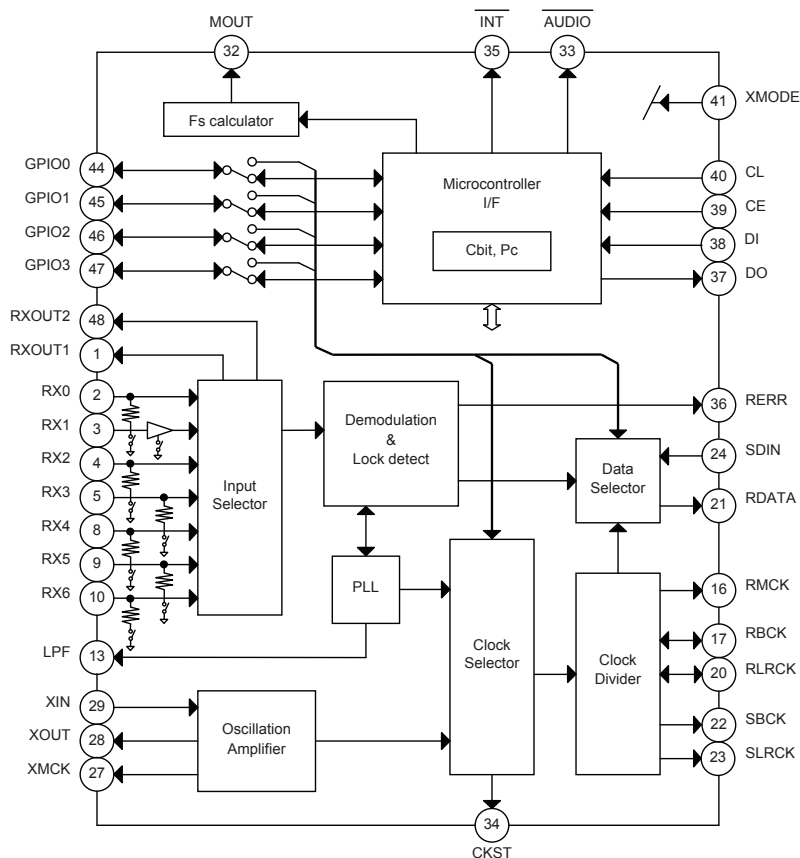 MOUT
INT
AUDIO
32
35
33
41
XMODE
Fs calculator
GPIO0
44
GPIO1
45
GPIO2
46
GPIO3
47
Microcontroller
I/F
Cbit, Pc
40
CL
39
CE
38
DI
37
DO
RXOUT2
48
RXOUT1
1
RX0
2
RX1
3
RX2
4
RX3
5
RX4
8
RX5
9
RX6
10
Input
Selector
Demodulation
&
Lock detect
36
RERR
24
SDIN
Data
Selector
21
RDATA
PLL
16
RMCK
17
RBCK
20
RLRCK
22
SBCK
23
SLRCK
LPF
13
Clock
Selector
Clock
Divider
XIN
29
XOUT
28
XMCK
27
Oscillation
Amplifier
34
CKST